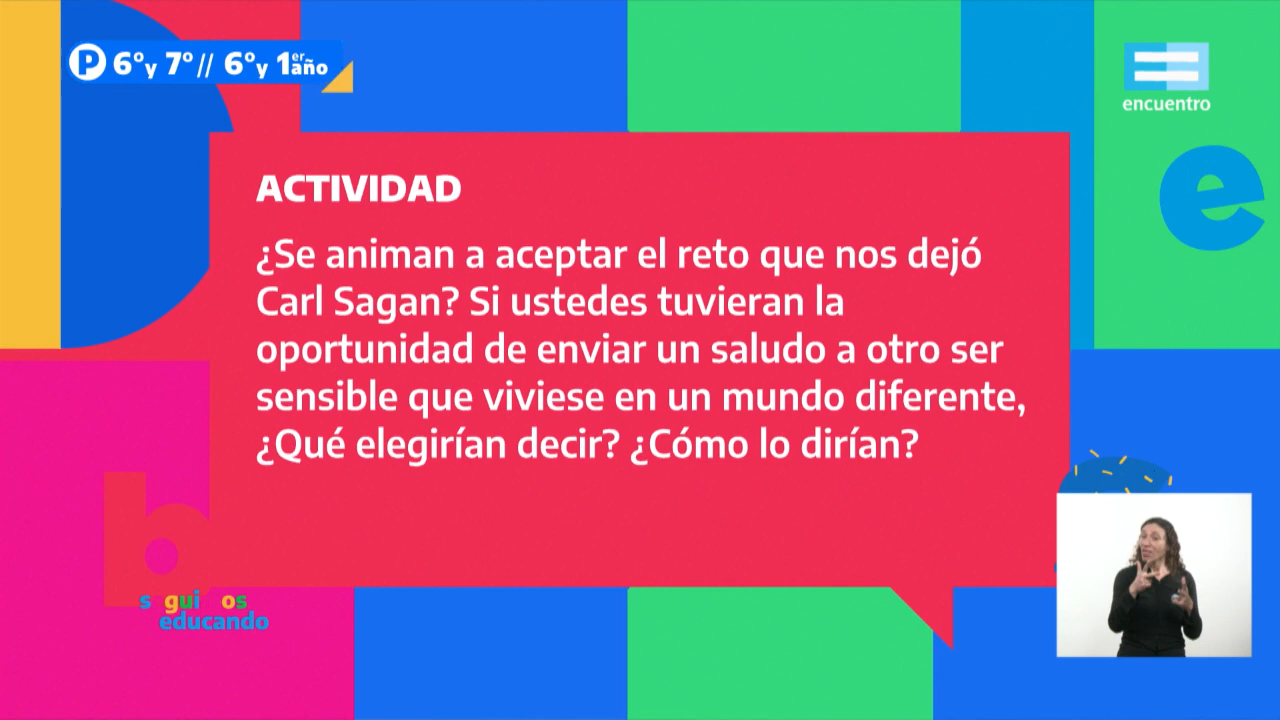 P 6º y 7º // 6º y 1er año
encuentro
e
ACTIVIDAD
¿Se animan a aceptar el reto que nos dejó
Carl Sagan? Si ustedes tuvieran la
oportunidad de enviar un saludo a otro ser
sensible que viviese en un mundo diferente,
¿Qué elegirían decir? ¿Cómo lo dirían?
b
educando